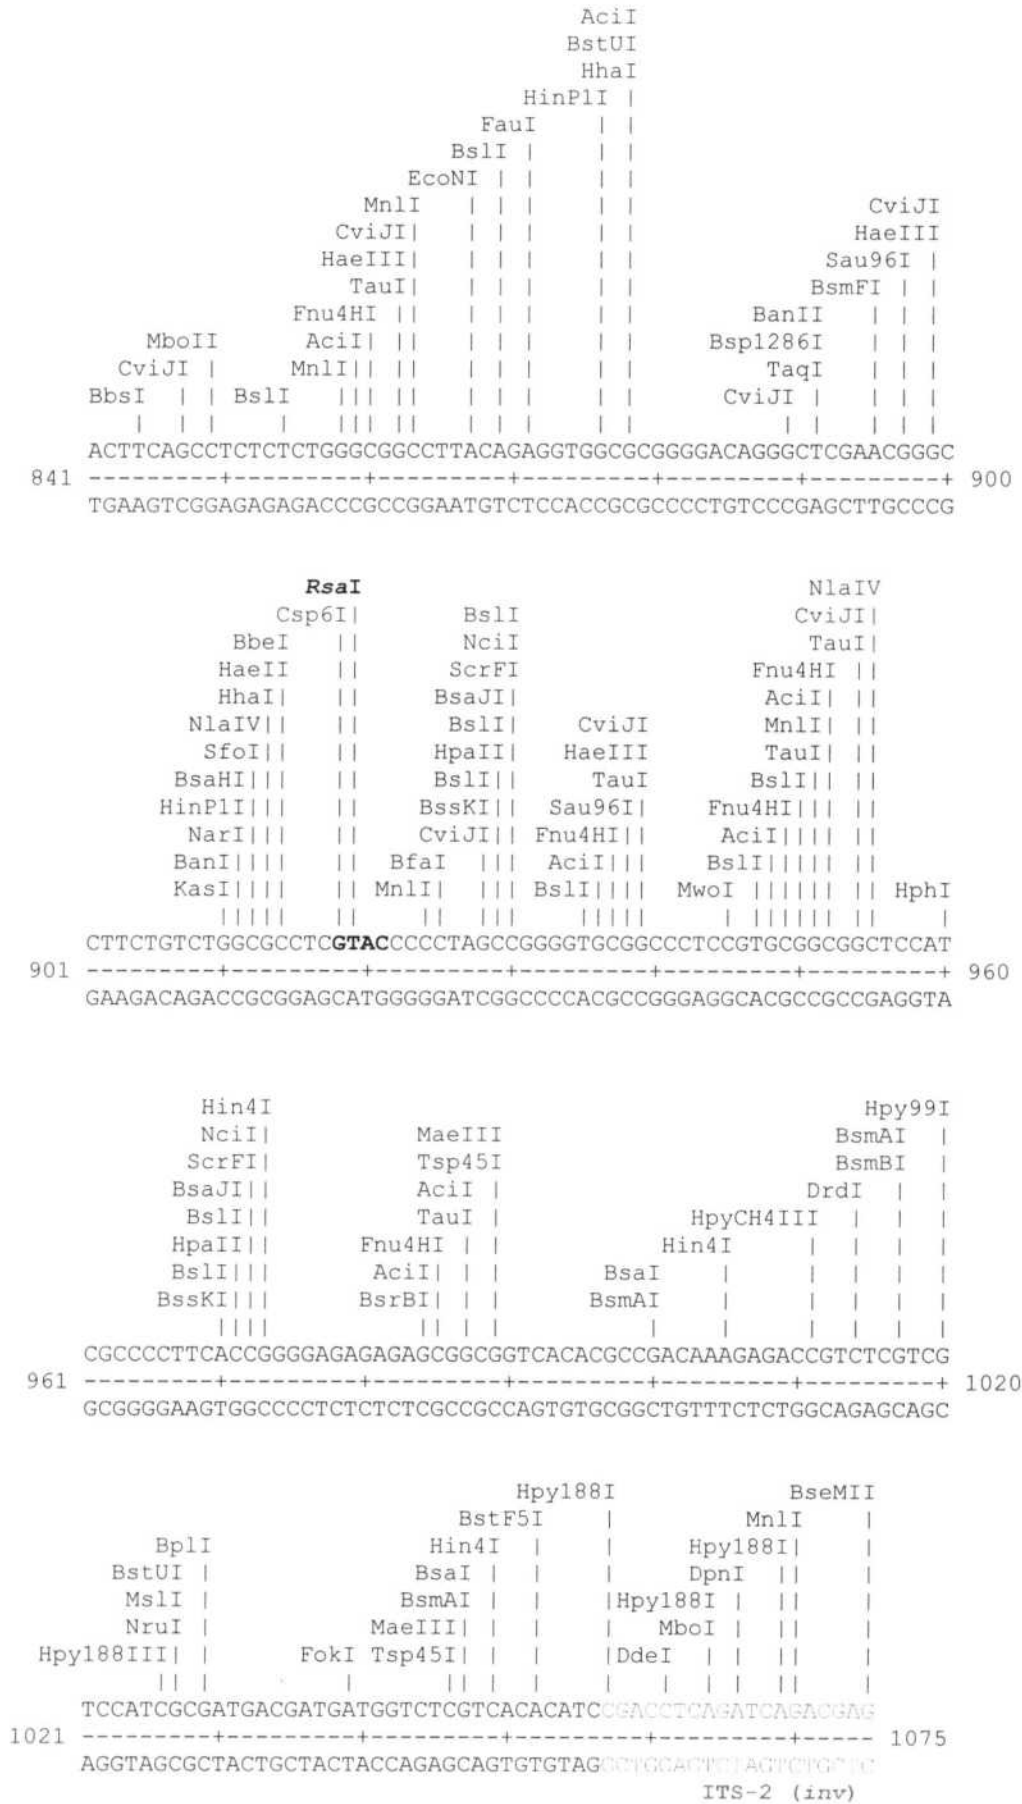 AciI
BstUI
HhaI
HinP1I |
FauI | |
BslI | | |
EcoNI | | | |
MnlI | | | | | CviJI
CviJI| | | | | | HaeIII
HaeIII| | | | | | Sau96I |
TauI| | | | | | BsmFI | |
Fnu4HI || | | | | | BanII | | |
MboII AciI| || | | | | | Bsp1286I | | |
CviJI | MnlI|| || | | | | | TaqI | | |
BbsI | | BslI ||| || | | | | | CviJI | | | |
| | | | ||| || | | | | | | | | | |
ACTTCAGCCTCTCTCTGGGCGGCCTTACAGAGGTGGCGCGGGGACAGGGCTCGAACGGGC
841 ---------+---------+---------+---------+---------+---------+ 900
TGAAGTCGGAGAGAGACCCGCCGGAATGTCTCCACCGCGCCCCTGTCCCGAGCTTGCCCG
RsaI NlaIV
Csp6I| BslI CviJI|
BbeI || NciI TauI|
HaeII || ScrFI Fnu4HI ||
HhaI| || BsaJI| AciI| ||
NlaIV|| || BslI| CviJI MnlI| ||
SfoI|| || HpaII| HaeIII TauI| ||
BsaHI||| || BslI|| TauI BslI|| ||
HinP1I||| || BssKI|| Sau96I| Fnu4HI||| ||
NarI||| || CviJI|| Fnu4HI|| AciI|||| ||
BanI|||| || BfaI ||| AciI||| BslI||||| ||
KasI|||| || MnlI| ||| BslI|||| MwoI |||||| || HphI
||||| || || ||| ||||| | |||||| || |
CTTCTGTCTGGCGCCTCGTACCCCCTAGCCGGGGTGCGGCCCTCCGTGCGGCGGCTCCAT
901 ---------+---------+---------+---------+---------+---------+ 960
GAAGACAGACCGCGGAGCATGGGGGATCGGCCCCACGCCGGGAGGCACGCCGCCGAGGTA
Hin4I Hpy99I
NciI| MaeIII BsmAI |
ScrFI| Tsp45I BsmBI |
BsaJI|| AciI | DrdI | |
BslI|| TauI | HpyCH4III | | |
HpaII|| Fnu4HI | | Hin4I | | | |
BslI||| AciI| | | BsaI | | | | |
BssKI||| BsrBI| | | BsmAI | | | | |
|||| || | | | | | | | |
CGCCCCTTCACCGGGGAGAGAGAGCGGCGGTCACACGCCGACAAAGAGACCGTCTCGTCG
961 ---------+---------+---------+---------+---------+---------+ 1020
GCGGGGAAGTGGCCCCTCTCTCTCGCCGCCAGTGTGCGGCTGTTTCTCTGGCAGAGCAGC
Hpy188I BseMII
BstF5I | MnlI |
BplI Hin4I | | Hpy188I| |
BstUI | BsaI | | | DpnI || |
MslI | BsmAI | | |Hpy188I | || |
NruI | MaeIII| | | | MboI | || |
Hpy188III| | FokI Tsp45I| | | |DdeI | | || |
|| | | || | | | | | | || |
TCCATCGCGATGACGATGATGGTCTCGTCACACATCCGACCTCAGATCAGACGAG
1021 ---------+---------+---------+---------+---------+----- 1075
AGGTAGCGCTACTGCTACTACCAGAGCAGTGTGTAGGCTGGAGTCTAGTCTGCTC
ITS-2 (inv)